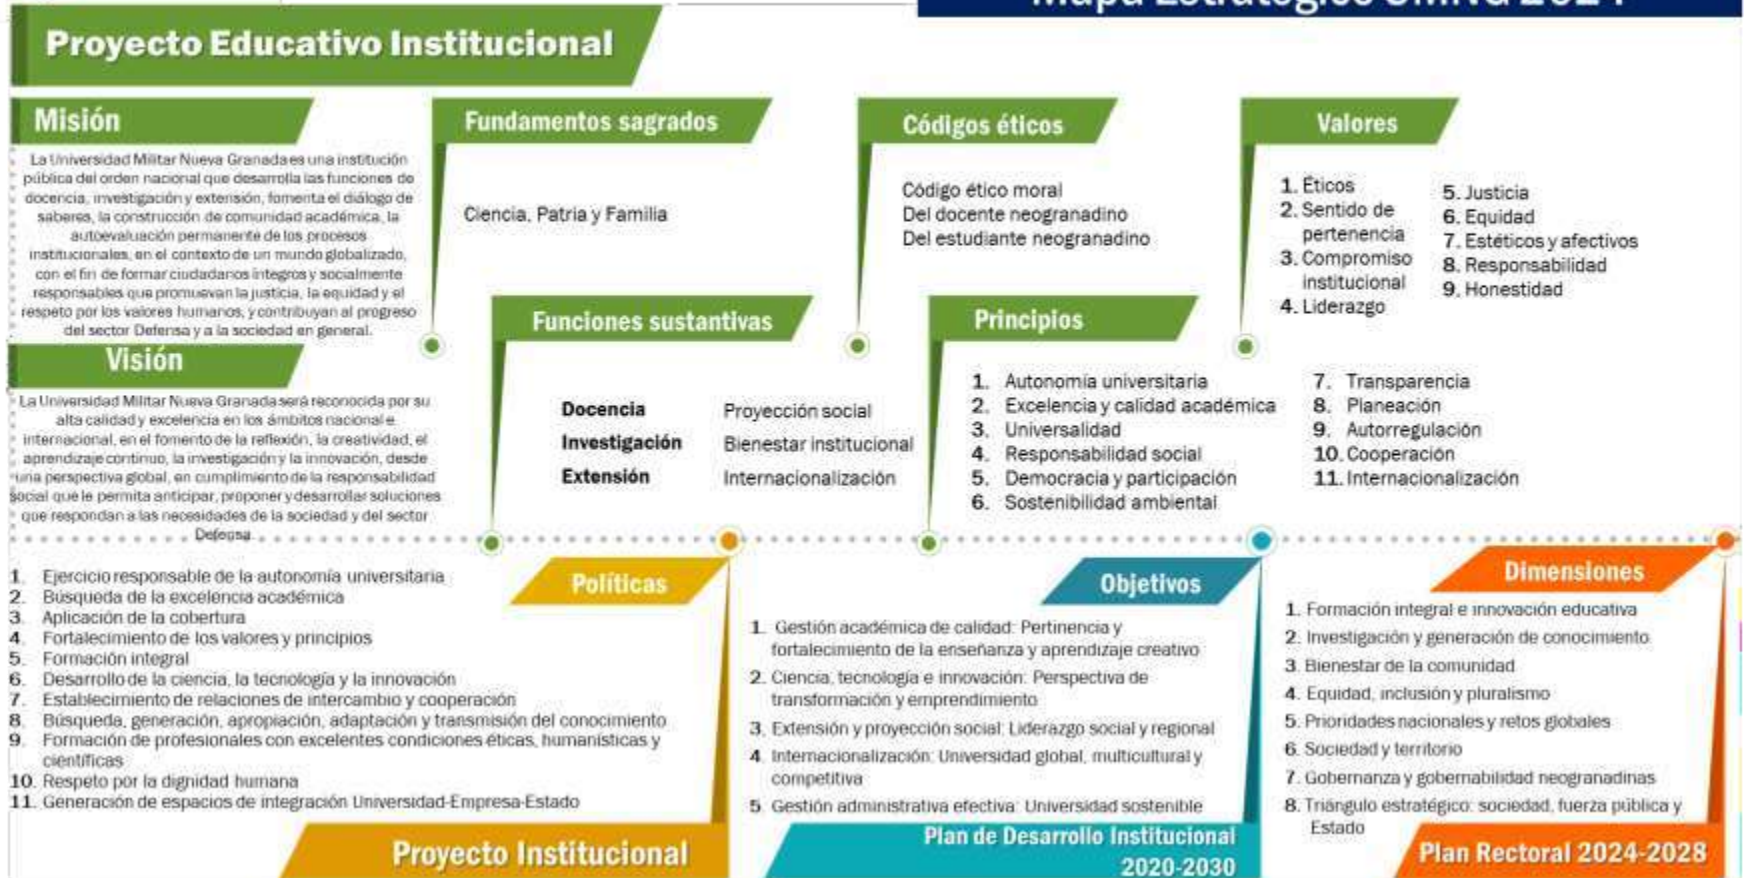 Mapa Estratégico UMNG 2024
Proyecto Educativo Institucional
Misión
La Universidad Militar Nueva Granada es una institución
pública del orden nacional que desarrolla las funciones de
docencia, investigación y extensión, fomenta el diálogo de
saberes, la construcción de comunidad académica, la
autoevaluación permanente de los procesos
institucionales, en el contexto de un mundo globalizado,
con el fin de formar ciudadanos íntegros y socialmente
responsables que promuevan la justicia, la equidad y el
respeto por los valores humanos, y contribuyan al progreso
del sector Defensa y a la sociedad en general.
Visión
La Universidad Militar Nueva Granada será reconocida por su
alta calidad y excelencia en los ámbitos nacional e
internacional, en el fomento de la reflexión, la creatividad, el
aprendizaje continuo, la investigación y la innovación, desde
una perspectiva global, en cumplimiento de la responsabilidad
social que le permita anticipar, proponer y desarrollar soluciones
que respondan a las necesidades de la sociedad y del sector
Defensa.
Fundamentos sagrados
Ciencia, Patria y Familia
Códigos éticos
Código ético moral
Del docente neogranadino
Del estudiante neogranadino
Valores
1. Éticos
2. Sentido de
pertenencia
3. Compromiso
institucional
4. Liderazgo
5. Justicia
6. Equidad
7. Estéticos y afectivos
8. Responsabilidad
9. Honestidad
Funciones sustantivas
Docencia
Investigación
Extensión
Proyección social
Bienestar institucional
Internacionalización
Principios
1. Autonomía universitaria
2. Excelencia y calidad académica
3. Universalidad
4. Responsabilidad social
5. Democracia y participación
6. Sostenibilidad ambiental
7. Transparencia
8. Planeación
9. Autorregulación
10. Cooperación
11. Internacionalización
Políticas
1. Ejercicio responsable de la autonomía universitaria
2. Búsqueda de la excelencia académica
3. Aplicación de la cobertura
4. Fortalecimiento de los valores y principios
5. Formación integral
6. Desarrollo de la ciencia, la tecnología y la innovación
7. Establecimiento de relaciones de intercambio y cooperación
8. Búsqueda, generación, apropiación, adaptación y transmisión del conocimiento
9. Formación de profesionales con excelentes condiciones éticas, humanísticas y
científicas
10. Respeto por la dignidad humana
11. Generación de espacios de integración Universidad-Empresa-Estado
Proyecto Institucional
Objetivos
1. Gestión académica de calidad: Pertinencia y
fortalecimiento de la enseñanza y aprendizaje creativo
2. Ciencia, tecnología e innovación: Perspectiva de
transformación y emprendimiento
3. Extensión y proyección social: Liderazgo social y regional
4. Internacionalización: Universidad global, multicultural y
competitiva
5. Gestión administrativa efectiva: Universidad sostenible
Plan de Desarrollo Institucional
2020-2030
Dimensiones
1. Formación integral e innovación educativa
2. Investigación y generación de conocimiento
3. Bienestar de la comunidad
4. Equidad, inclusión y pluralismo
5. Prioridades nacionales y retos globales
6. Sociedad y territorio
7. Gobernanza y gobernabilidad neogranadinas
8. Triángulo estratégico: sociedad, fuerza pública y
Estado
Plan Rectoral 2024-2028